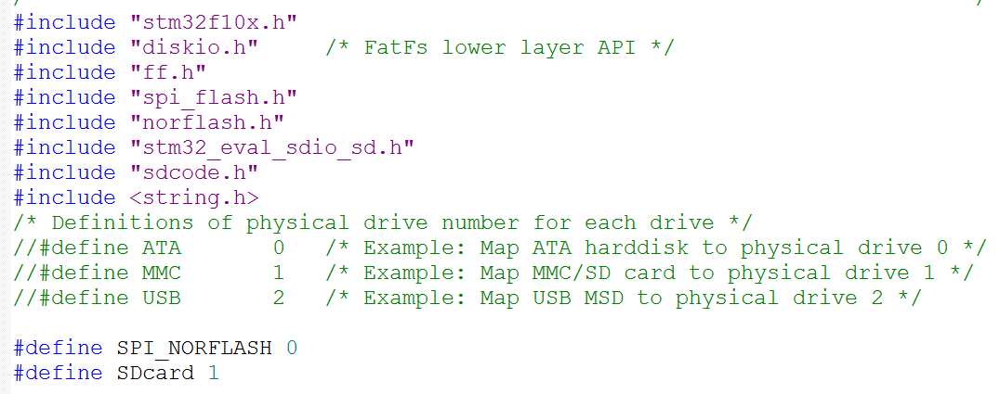 #include "stm32f10x.h"
#include "diskio.h"     /* FatFs lower layer API */
#include "ff.h"
#include "spi_flash.h"
#include "norflash.h"
#include "stm32_eval_sdio_sd.h"
#include "sdcode.h"
#include <string.h>
/* Definitions of physical drive number for each drive */
//#define ATA       0   /* Example: Map ATA harddisk to physical drive 0 */
//#define MMC       1   /* Example: Map MMC/SD card to physical drive 1 */
//#define USB       2   /* Example: Map USB MSD to physical drive 2 */
#define SPI_NORFLASH 0
#define SDcard 1